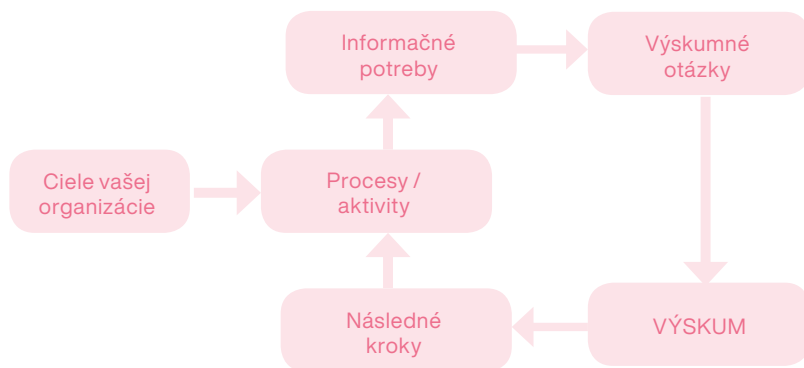 Informačné
potreby
Výskumné
otázky
Ciele vašej
organizácie
Procesy /
aktivity
Následné
kroky
VÝSKUM